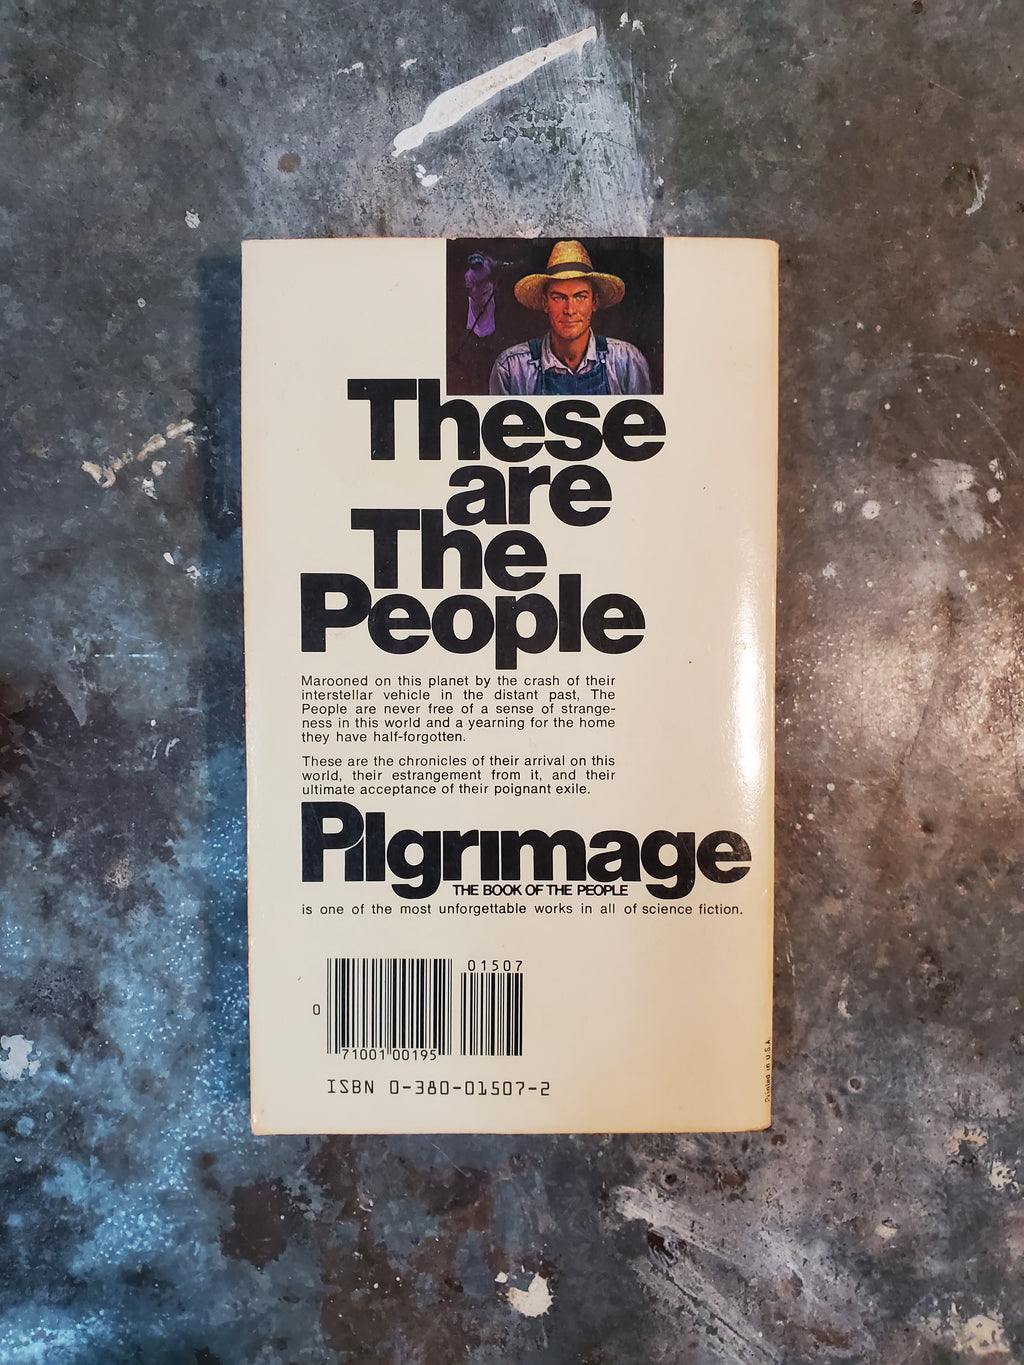 These
are
The
People
Marooned on this planet by the crash of their
interstellar vehicle in the distant past, The
People are never free of a sense of strange-
ness in this world and a yearning for the home
they have half-forgotten.
These are the chronicles of their arrival on this
world, their estrangement from it, and their
ultimate acceptance of their poignant exile.
Pilgrimage
THE BOOK OF THE PEOPLE
is one of the most unforgettable works in all of science fiction.
01507
0
71001 00195
ISBN 0-380-01507-2
Printed in U.S.A.